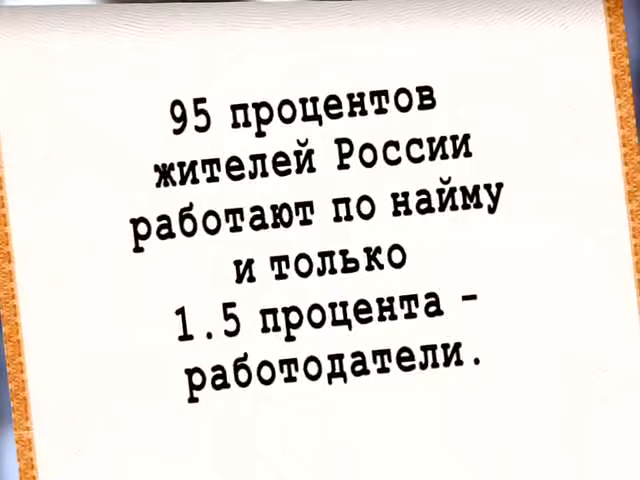 95 процентов
жителей России
работают по найму
и только
1.5 процента –
работодатели.